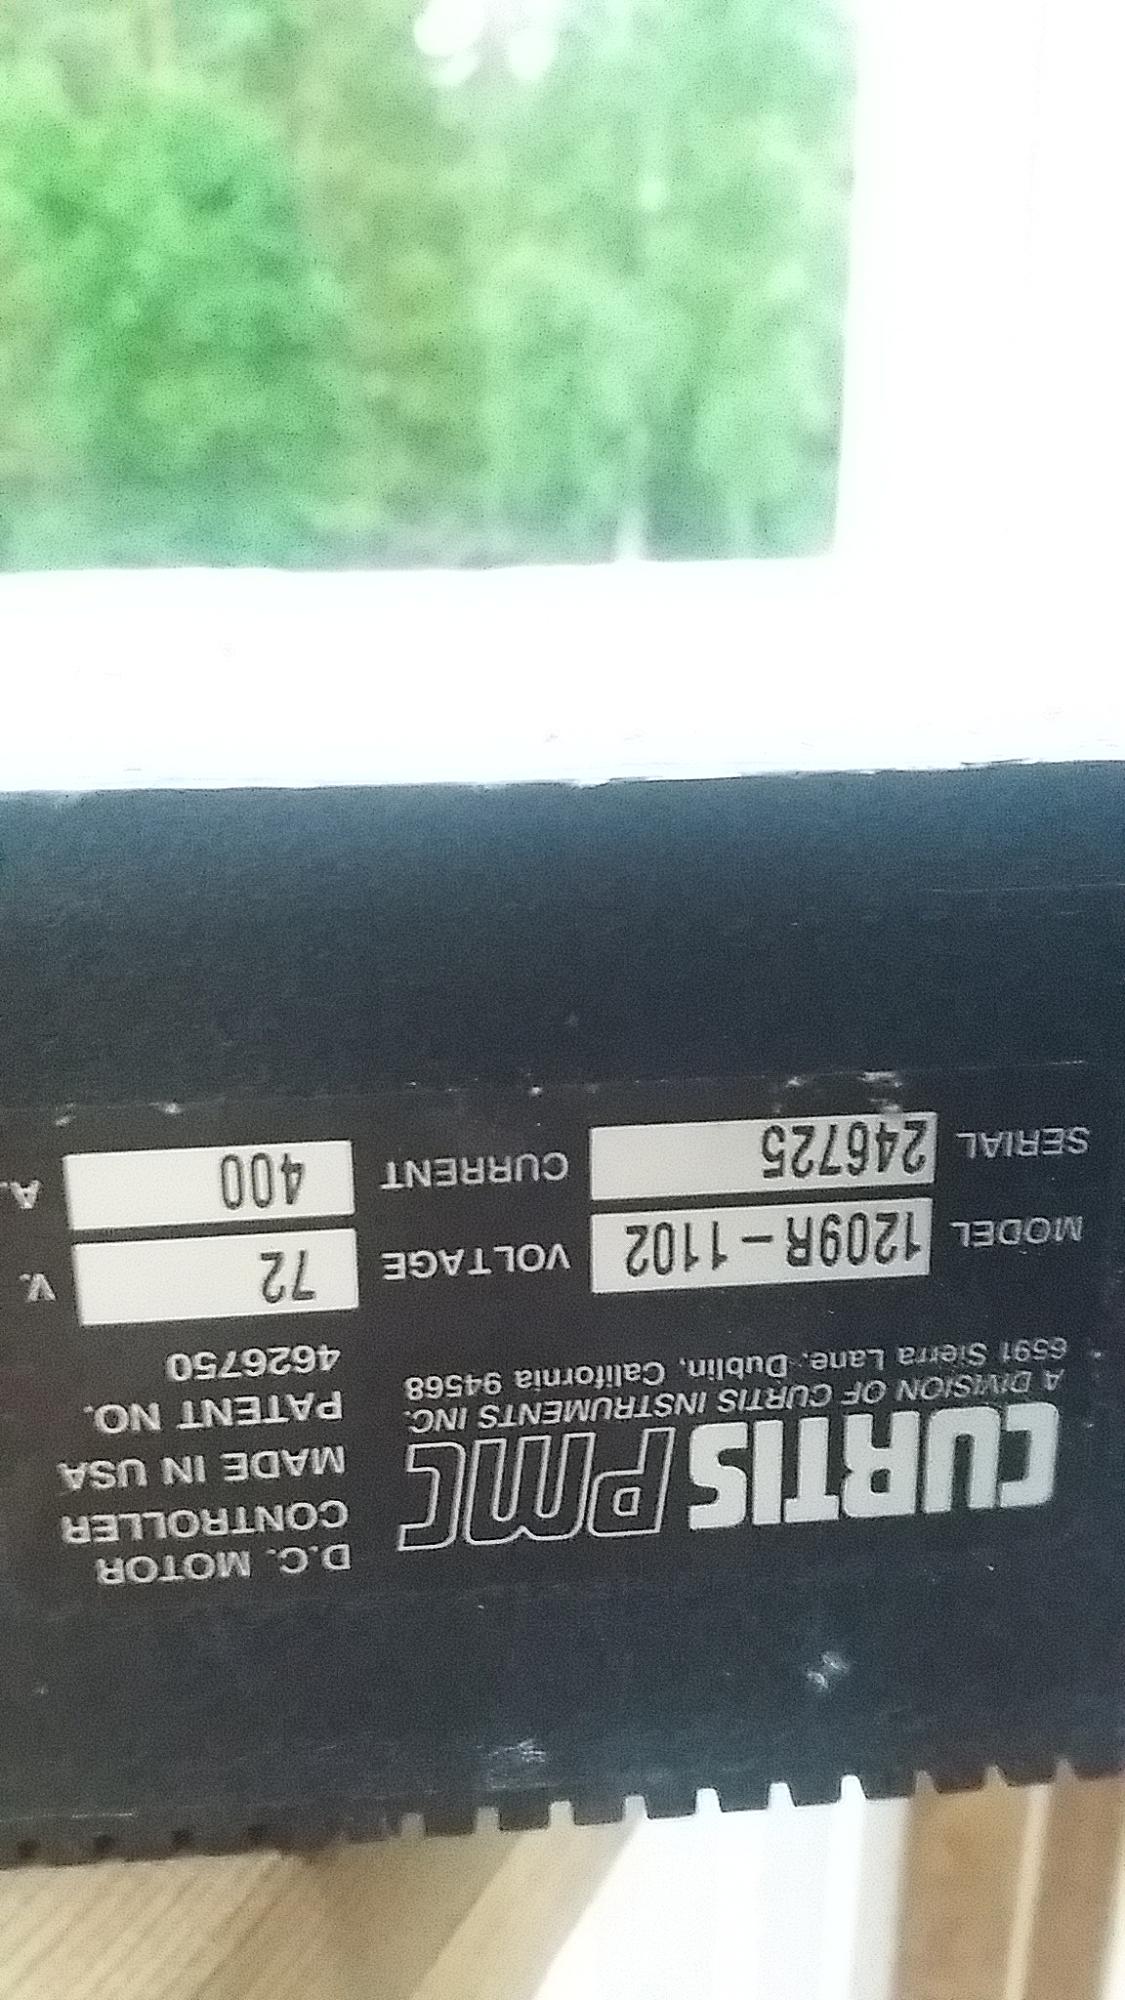 CURTIS PMC
A DIVISION OF CURTIS INSTRUMENTS INC.
6591 Sierra Lane, Dublin, California 94568
D.C. MOTOR
CONTROLLER
MADE IN USA
PATENT NO.
4626750
MODEL 1209R-1102
VOLTAGE 72 V.
SERIAL 246725
CURRENT 400 A.